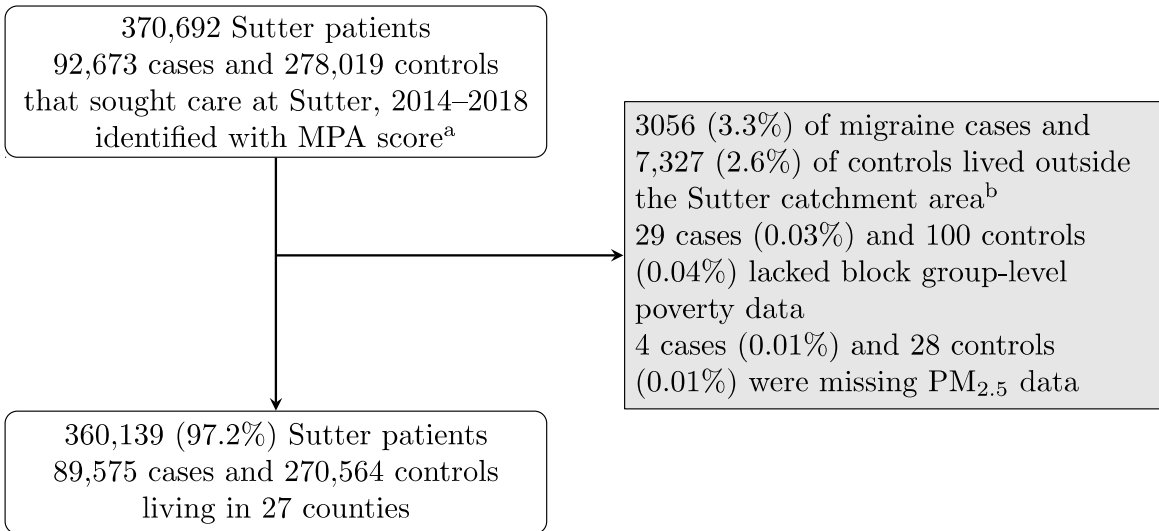 370,692 Sutter patients
92,673 cases and 278,019 controls
that sought care at Sutter, 2014–2018
identified with MPA scoreᵃ
3056 (3.3%) of migraine cases and
7,327 (2.6%) of controls lived outside
the Sutter catchment areaᵇ
29 cases (0.03%) and 100 controls
(0.04%) lacked block group-level
poverty data
4 cases (0.01%) and 28 controls
(0.01%) were missing PM₂.₅ data
360,139 (97.2%) Sutter patients
89,575 cases and 270,564 controls
living in 27 counties